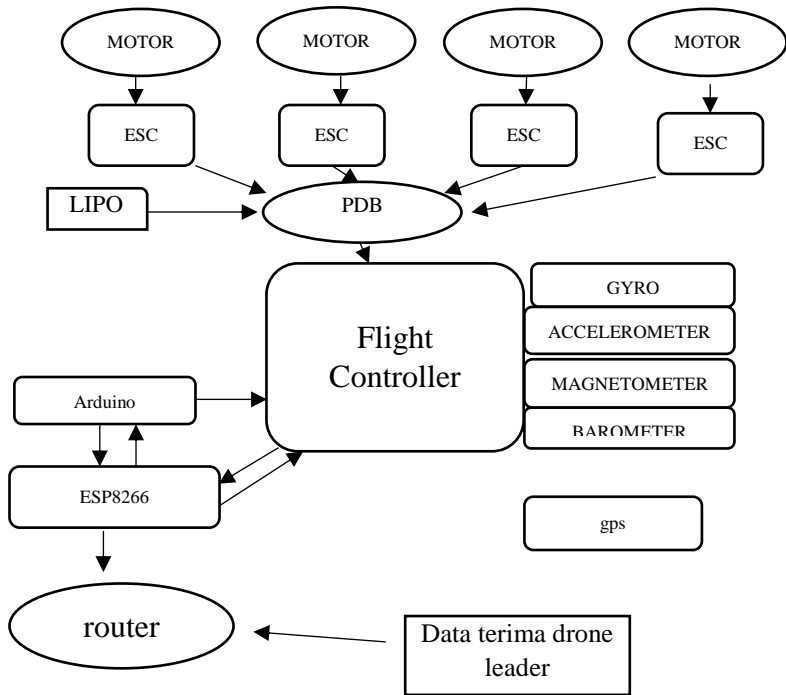 MOTOR
MOTOR
MOTOR
MOTOR
ESC
ESC
ESC
ESC
LIPO
PDB
GYRO
Flight
Controller
ACCELEROMETER
MAGNETOMETER
Arduino
BAROMETER
ESP8266
gps
router
Data terima drone
leader